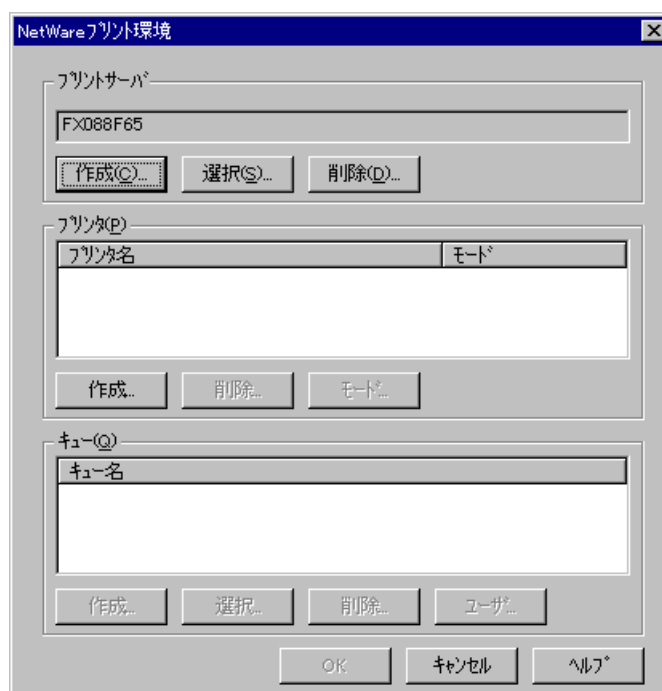 NetWareプリント環境
プリントサーバ
FX088F65
作成(C)... 選択(S)... 削除(D)...
プリンタ(P)
プリンタ名 モード
作成... 削除... モード...
キュー(Q)
キュー名
作成... 選択... 削除... ユーザ...
OK キャンセル ヘルプ